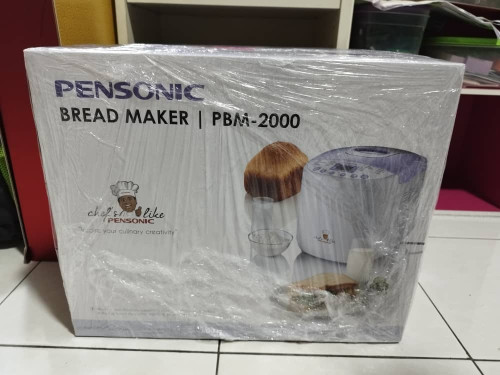 PENSONIC
BREAD MAKER | PBM-2000
chef's like
PENSONIC
your culinary creativity